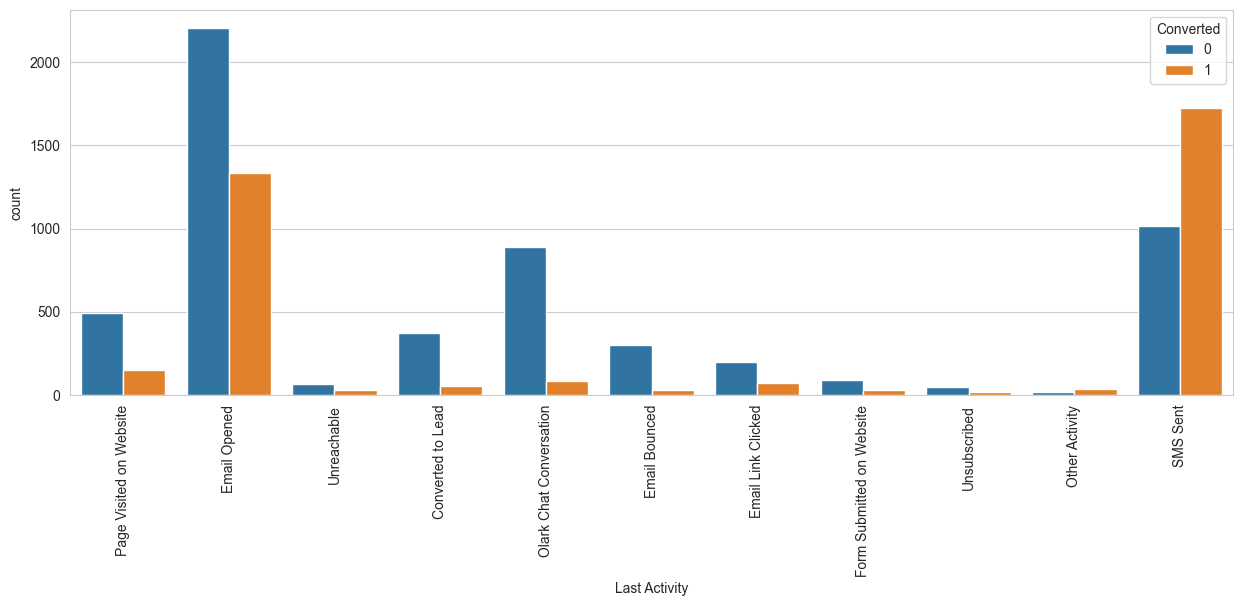 Converted
0
1
2000
1500
1000
500
0
count
Page Visited on Website
Email Opened
Unreachable
Converted to Lead
Olark Chat Conversation
Email Bounced
Email Link Clicked
Form Submitted on Website
Unsubscribed
Other Activity
SMS Sent
Last Activity